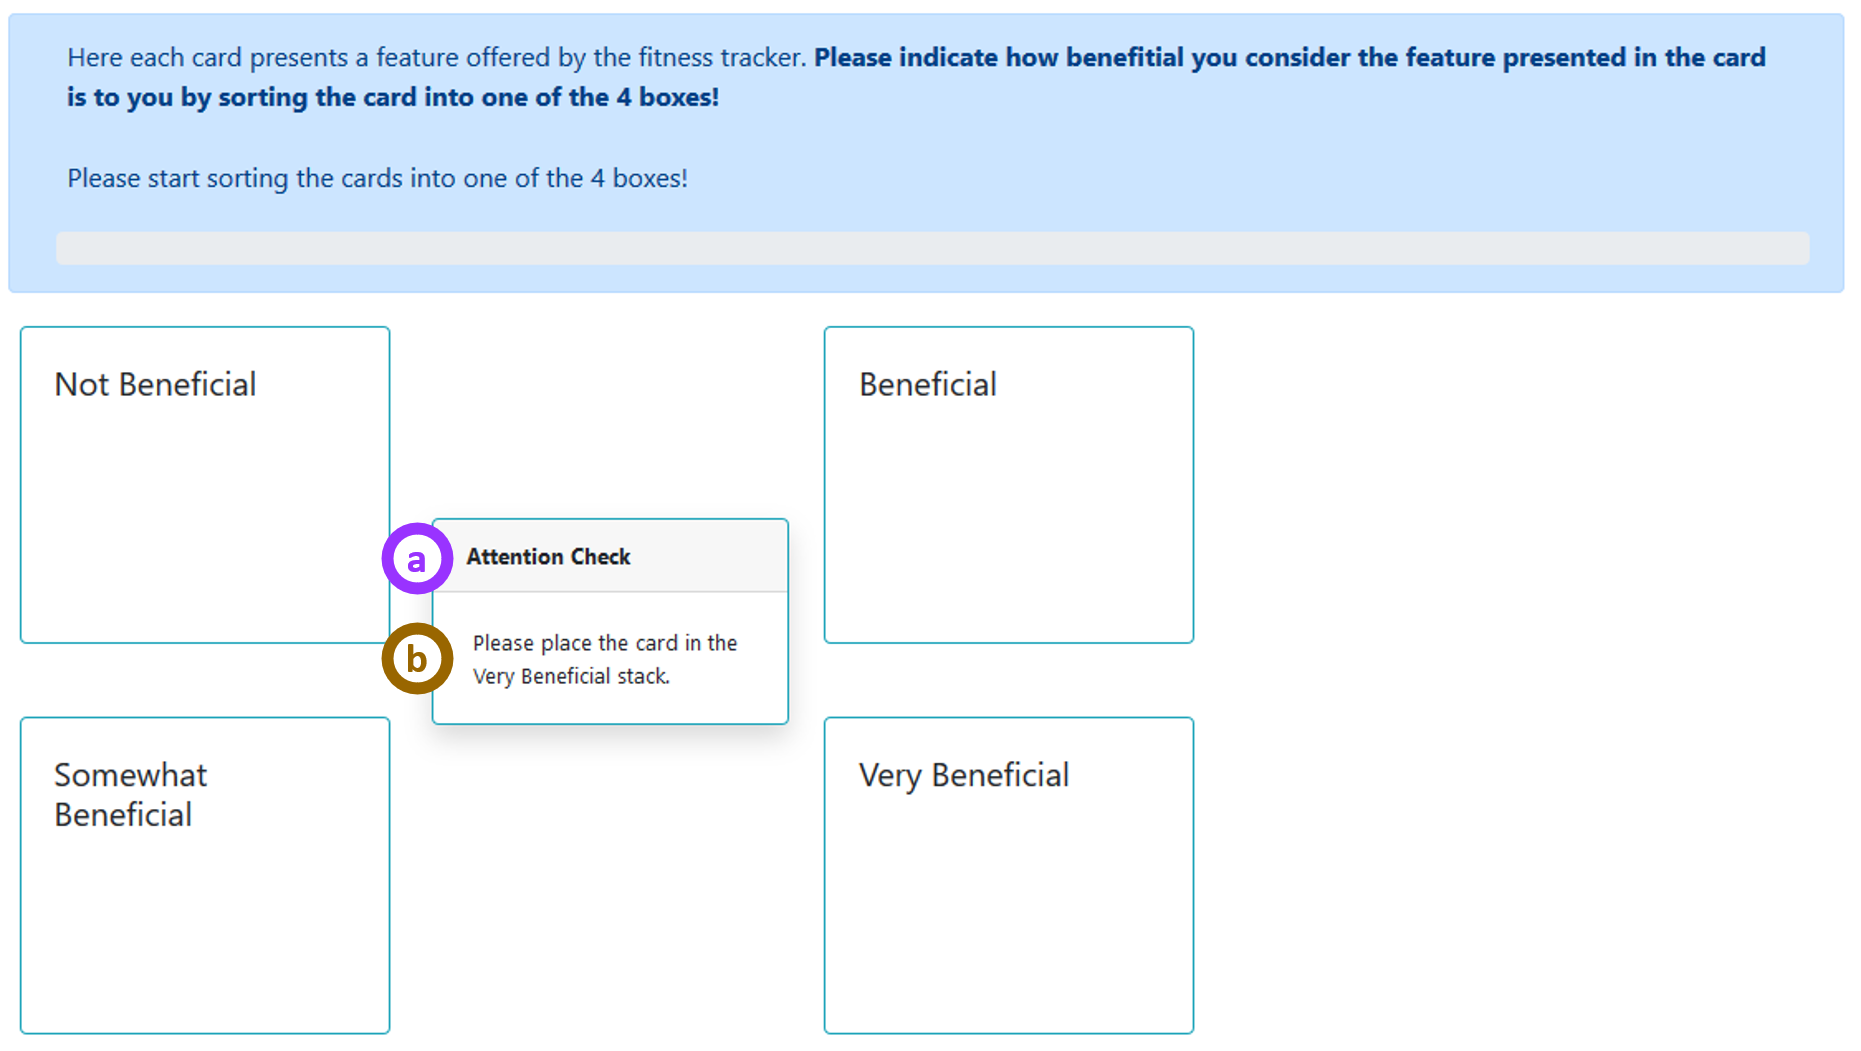 Here each card presents a feature offered by the fitness tracker. Please indicate how benefitial you consider the feature presented in the card
is to you by sorting the card into one of the 4 boxes!
Please start sorting the cards into one of the 4 boxes!
Not Beneficial
Beneficial
a
Attention Check
b
Please place the card in the
Very Beneficial stack.
Somewhat
Beneficial
Very Beneficial